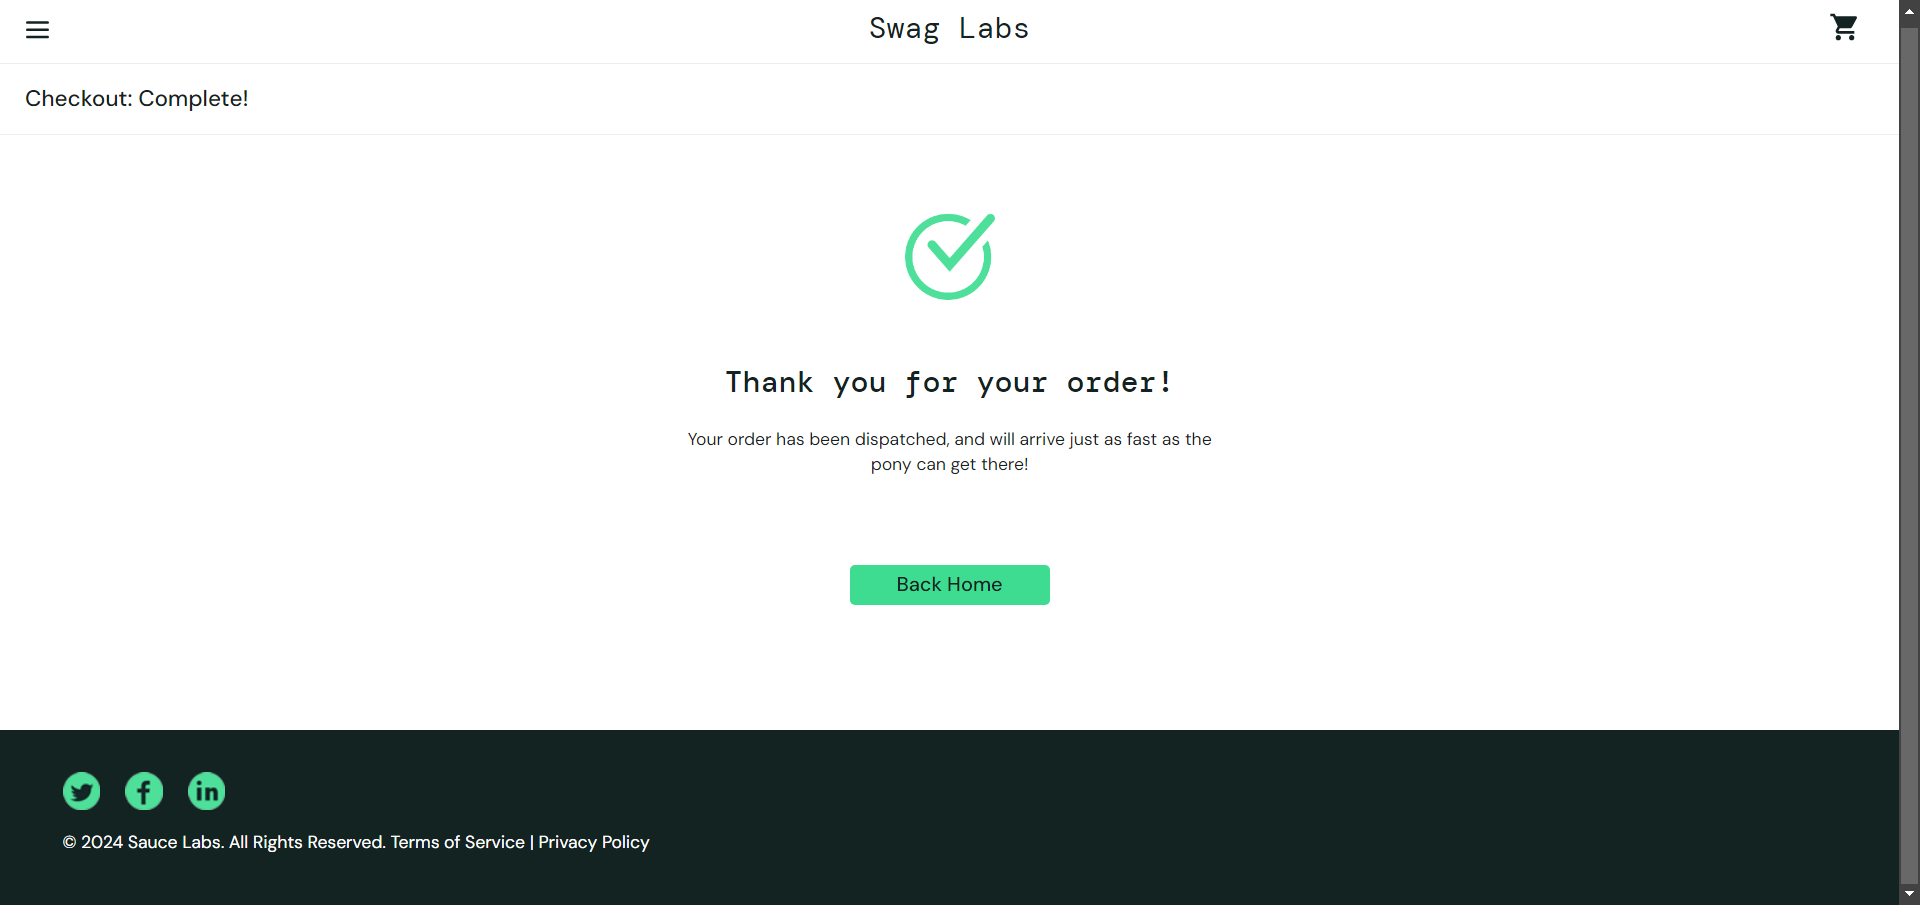 Swag Labs
Checkout: Complete!
Thank you for your order!
Your order has been dispatched, and will arrive just as fast as the
pony can get there!
Back Home
© 2024 Sauce Labs. All Rights Reserved. Terms of Service | Privacy Policy